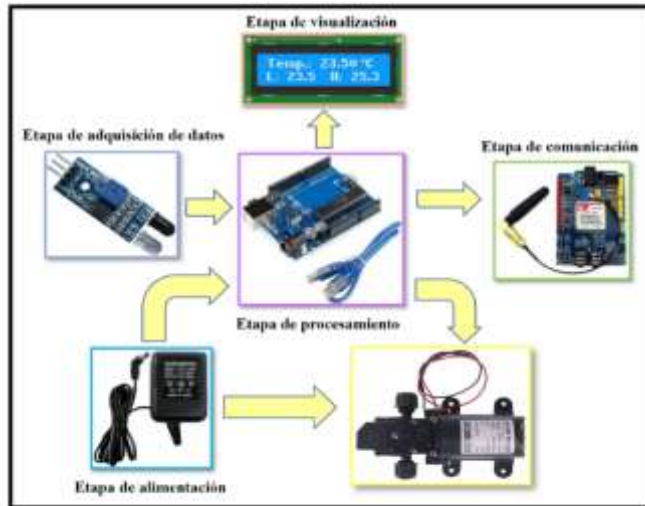 Etapa de visualización
Temp.: 23.50 °C
L: 23.5 H: 25.3
Etapa de adquisición de datos
Etapa de comunicación
Etapa de procesamiento
Etapa de alimentación